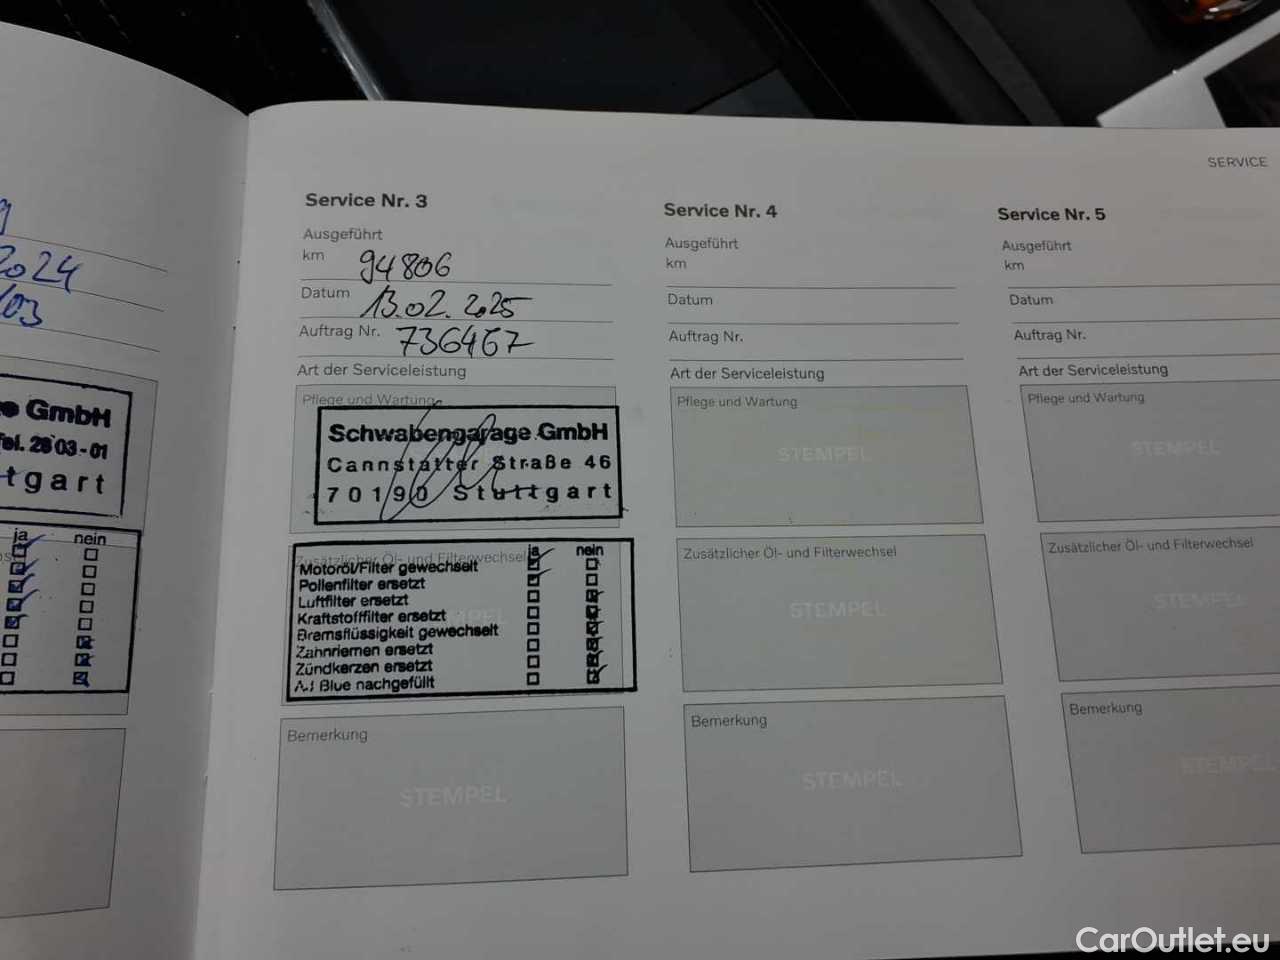 2024
/03
GmbH
Tel. 28 03-01
tgart
ja nein
SERVICE
Service Nr. 3
Ausgeführt
km 94806
Datum 13.02.2025
Auftrag Nr. 736467
Art der Serviceleistung
Pflege und Wartung
Schwabengarage GmbH
Cannstatter Straße 46
70190 Stuttgart
Zusätzlicher Öl- und Filterwechsel
ja nein
Motoröl/Filter gewechselt
Pollenfilter ersetzt
Luftfilter ersetzt
Kraftstofffilter ersetzt
Bremsflüssigkeit gewechselt
Zahnriemen ersetzt
Zündkerzen ersetzt
Blue nachgefüllt
Bemerkung
STEMPEL
Service Nr. 4
Ausgeführt
km
Datum
Auftrag Nr.
Art der Serviceleistung
Pflege und Wartung
STEMPEL
Zusätzlicher Öl- und Filterwechsel
STEMPEL
Bemerkung
STEMPEL
Service Nr. 5
Ausgeführt
km
Datum
Auftrag Nr.
Art der Serviceleistung
Pflege und Wartung
STEMPEL
Zusätzlicher Öl- und Filterwechsel
STEMPEL
Bemerkung
STEMPEL
CarOutlet.eu